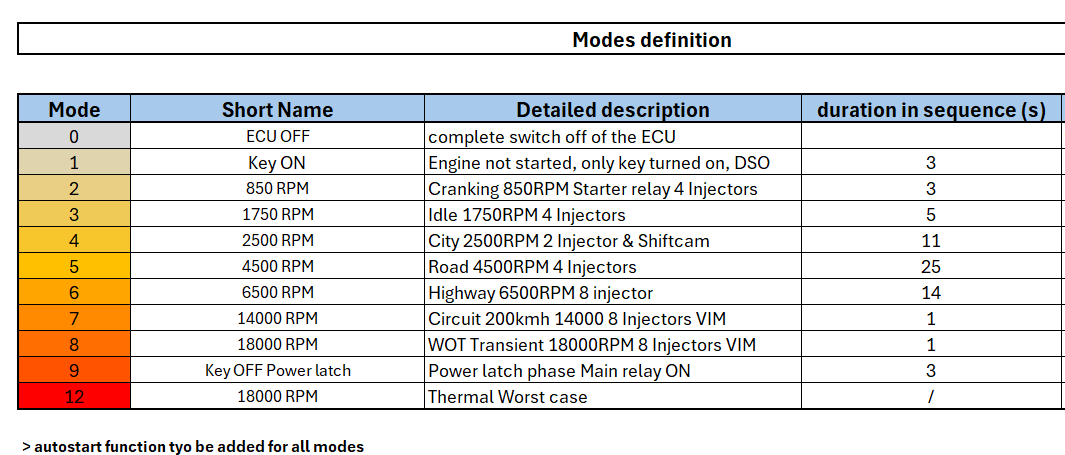 Modes definition
Mode Short Name Detailed description duration in sequence (s)
0 ECU OFF complete switch off of the ECU
1 Key ON Engine not started, only key turned on, DSO 3
2 850 RPM Cranking 850RPM Starter relay 4 Injectors 3
3 1750 RPM Idle 1750RPM 4 Injectors 5
4 2500 RPM City 2500RPM 2 Injector & Shiftcam 11
5 4500 RPM Road 4500RPM 4 Injectors 25
6 6500 RPM Highway 6500RPM 8 injector 14
7 14000 RPM Circuit 200kmh 14000 8 Injectors VIM 1
8 18000 RPM WOT Transient 18000RPM 8 Injectors VIM 1
9 Key OFF Power latch Power latch phase Main relay ON 3
12 18000 RPM Thermal Worst case /
> autostart function tyo be added for all modes